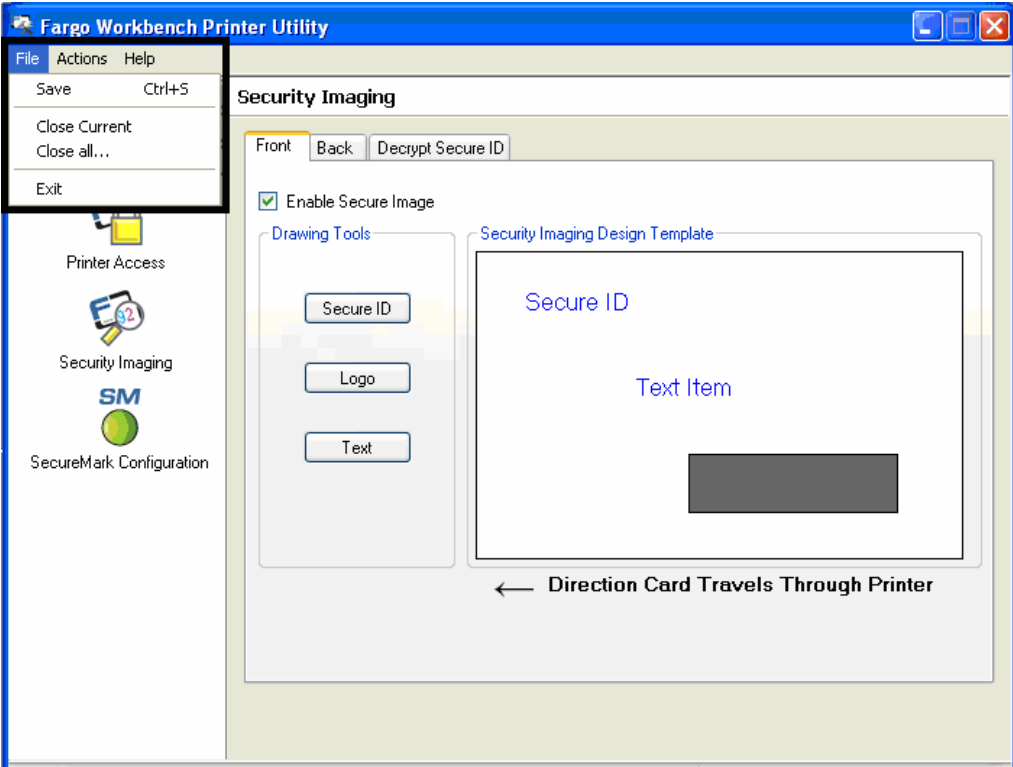 Fargo Workbench Printer Utility
File Actions Help
Save Ctrl+S
Close Current
Close all...
Exit
Printer Access
92
Security Imaging
SM
SecureMark Configuration
Security Imaging
Front Back Decrypt Secure ID
Enable Secure Image
Drawing Tools
Secure ID
Logo
Text
Security Imaging Design Template
Secure ID
Text Item
← Direction Card Travels Through Printer